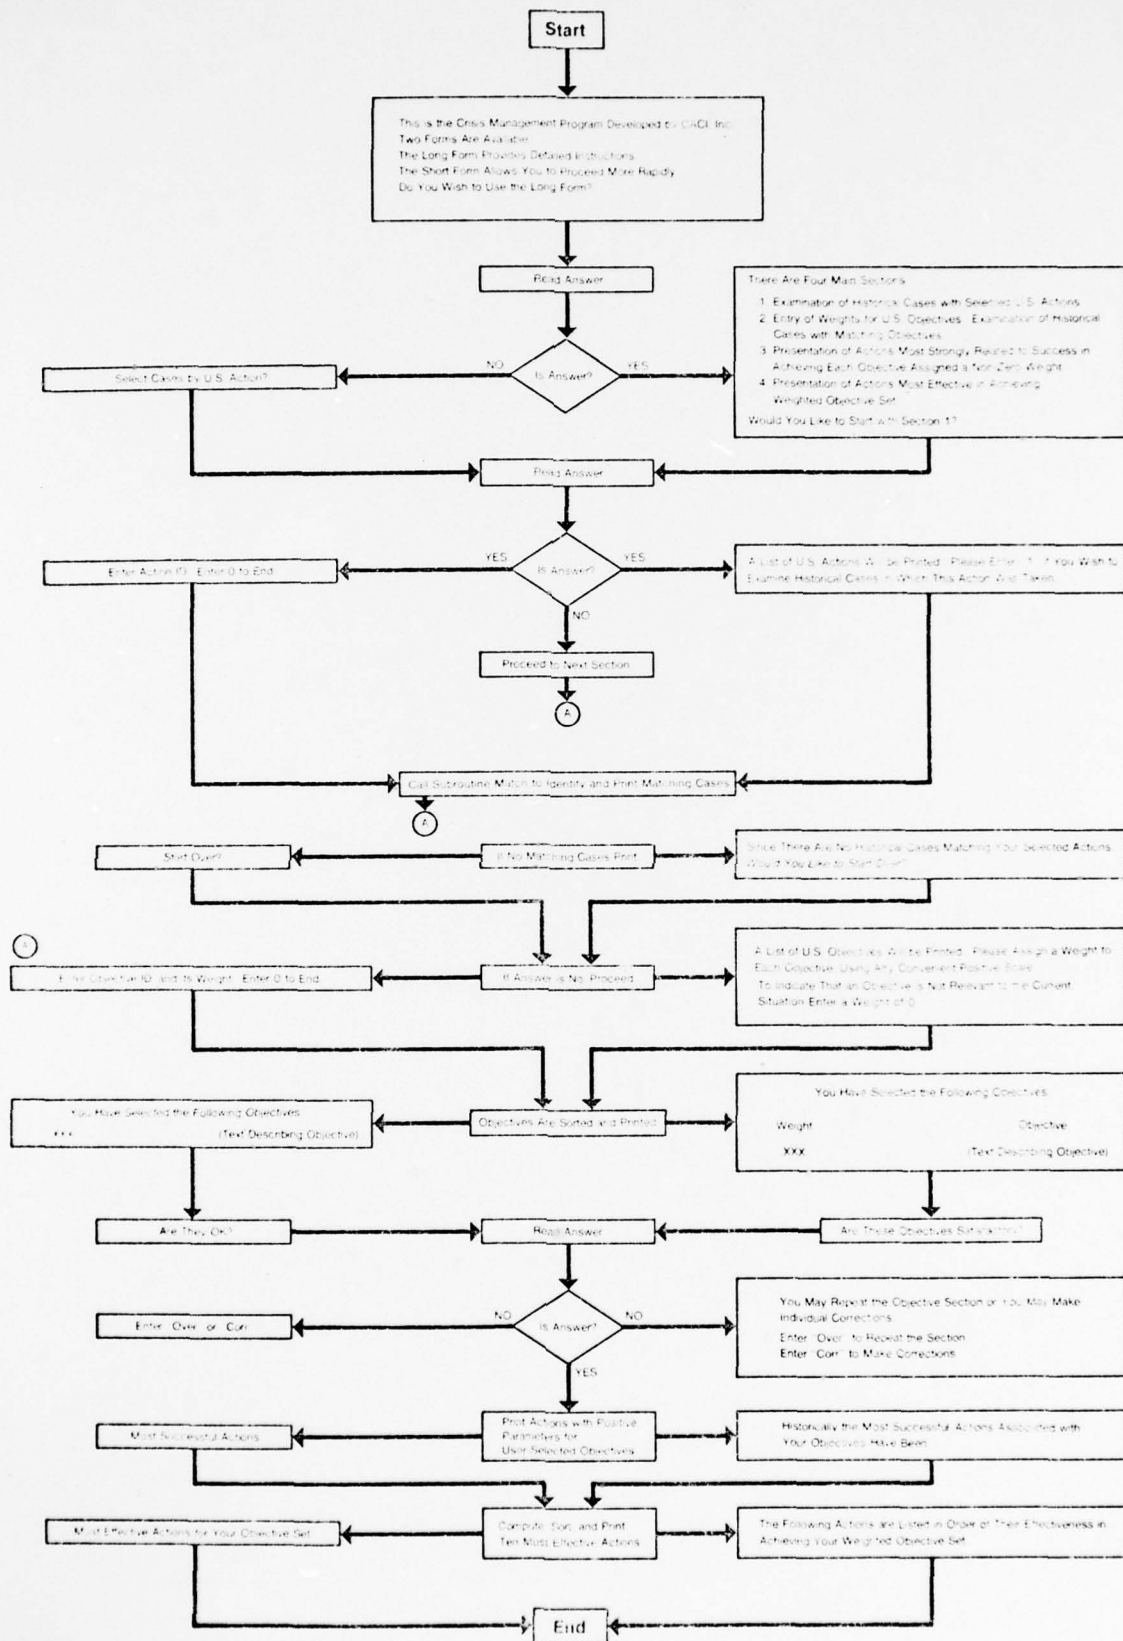 Start
This is the Crisis Management Program Developed by CACI, Inc.
Two Forms Are Available
The Long Form Provides Detailed Instructions
The Short Form Allows You to Proceed More Rapidly
Do You Wish to Use the Long Form?
Read Answer
There Are Four Main Sections
1. Examination of Historical Cases with Selected U.S. Actions
2. Entry of Weights for U.S. Objectives. Examination of Historical
Cases with Matching Objectives
3. Presentation of Actions Most Strongly Related to Success in
Achieving Each Objective Assigned a Non Zero Weight
4. Presentation of Actions Most Effective in Achieving
Weighted Objective Set
Would You Like to Start with Section 1?
NO
Is Answer?
YES
Select Cases by U.S. Action?
Read Answer
YES
Is Answer?
YES
NO
Enter Action ID. Enter 0 to End
A List of U.S. Actions Will be Printed. Please Enter 1 if You Wish to
Examine Historical Cases in Which This Action Was Taken
Proceed to Next Section
A
Call Subroutine Match to Identify and Print Matching Cases
A
Start Over?
If No Matching Cases Print
Since There Are No Historical Cases Matching Your Selected Actions
Would You Like to Start Over?
A
Enter Objective ID and Its Weight. Enter 0 to End
If Answer is No, Proceed
A List of U.S. Objectives Will be Printed. Please Assign a Weight to
Each Objective Using Any Convenient Positive Scale
To Indicate That an Objective is Not Relevant to the Current
Situation Enter a Weight of 0
You Have Selected the Following Objectives
XXX (Text Describing Objective)
Objectives Are Sorted and Printed
You Have Selected the Following Objectives
Weight Objective
XXX (Text Describing Objective)
Are They OK?
Read Answer
Are These Objectives Satisfactory?
NO
Is Answer?
NO
YES
Enter Over or Corr
You May Repeat the Objective Section or You May Make
Individual Corrections
Enter "Over" to Repeat the Section
Enter "Corr" to Make Corrections
Most Successful Actions
Print Actions with Positive
Parameters for
User Selected Objectives
Historically the Most Successful Actions Associated with
Your Objectives Have Been
Most Effective Actions for Your Objective Set
Compute, Sort, and Print
Ten Most Effective Actions
The Following Actions are Listed in Order of Their Effectiveness in
Achieving Your Weighted Objective Set
End